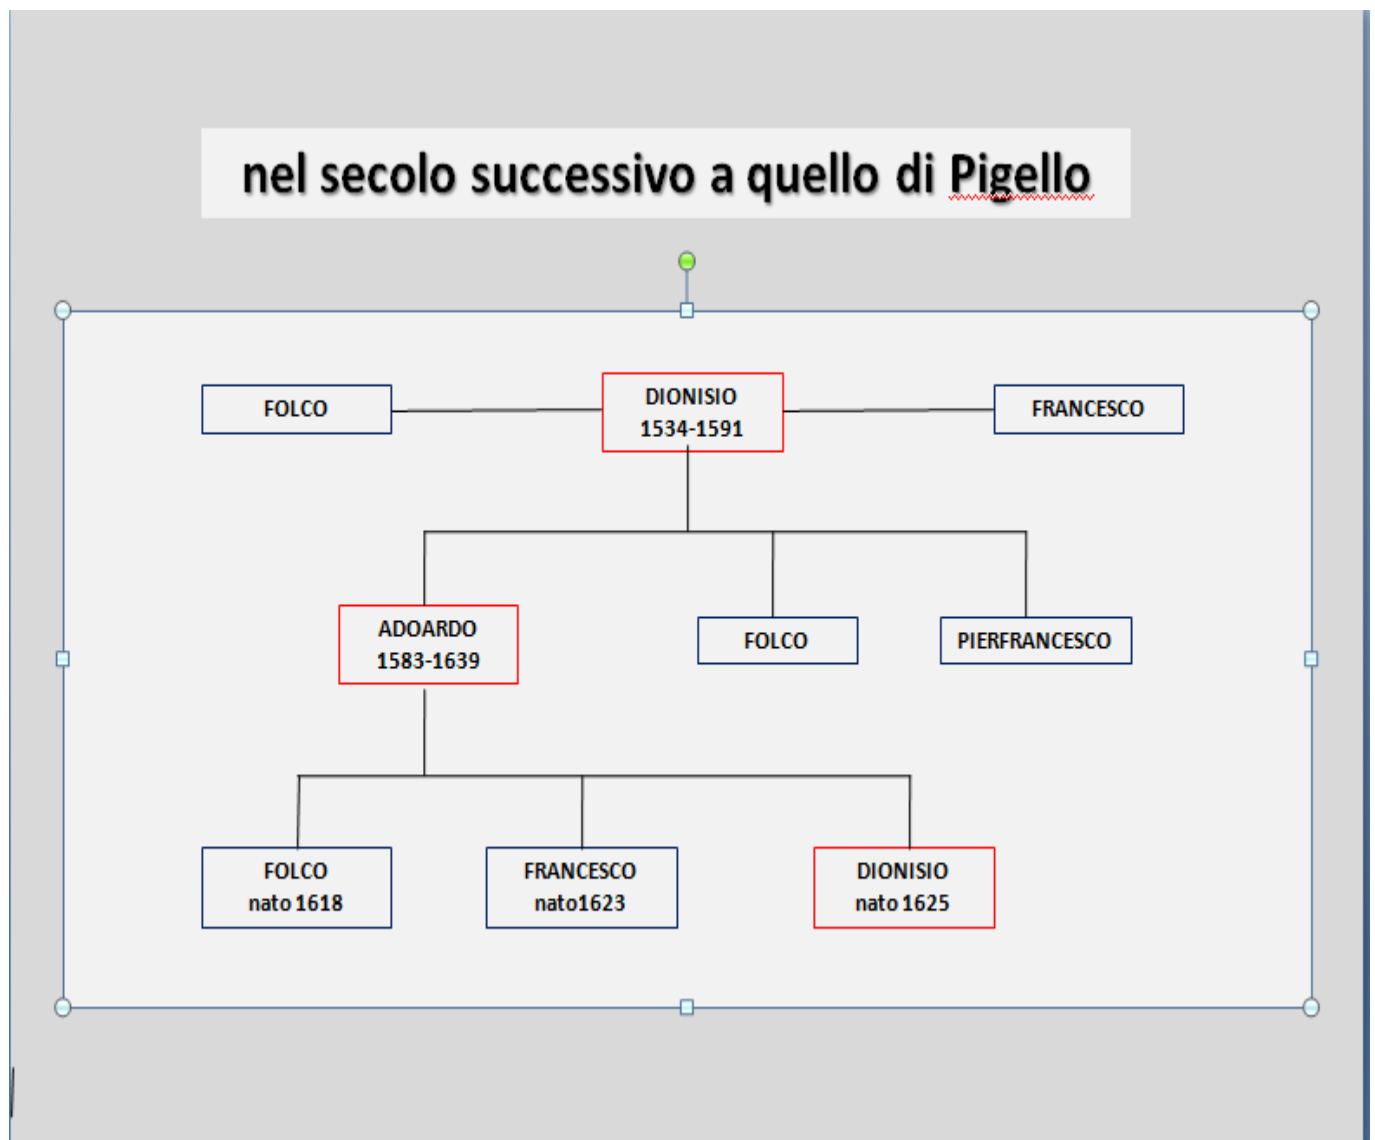 nel secolo successivo a quello di Pigello
FOLCO
DIONISIO
1534-1591
FRANCESCO
ADOARDO
1583-1639
FOLCO
PIERFRANCESCO
FOLCO
nato 1618
FRANCESCO
nato1623
DIONISIO
nato 1625